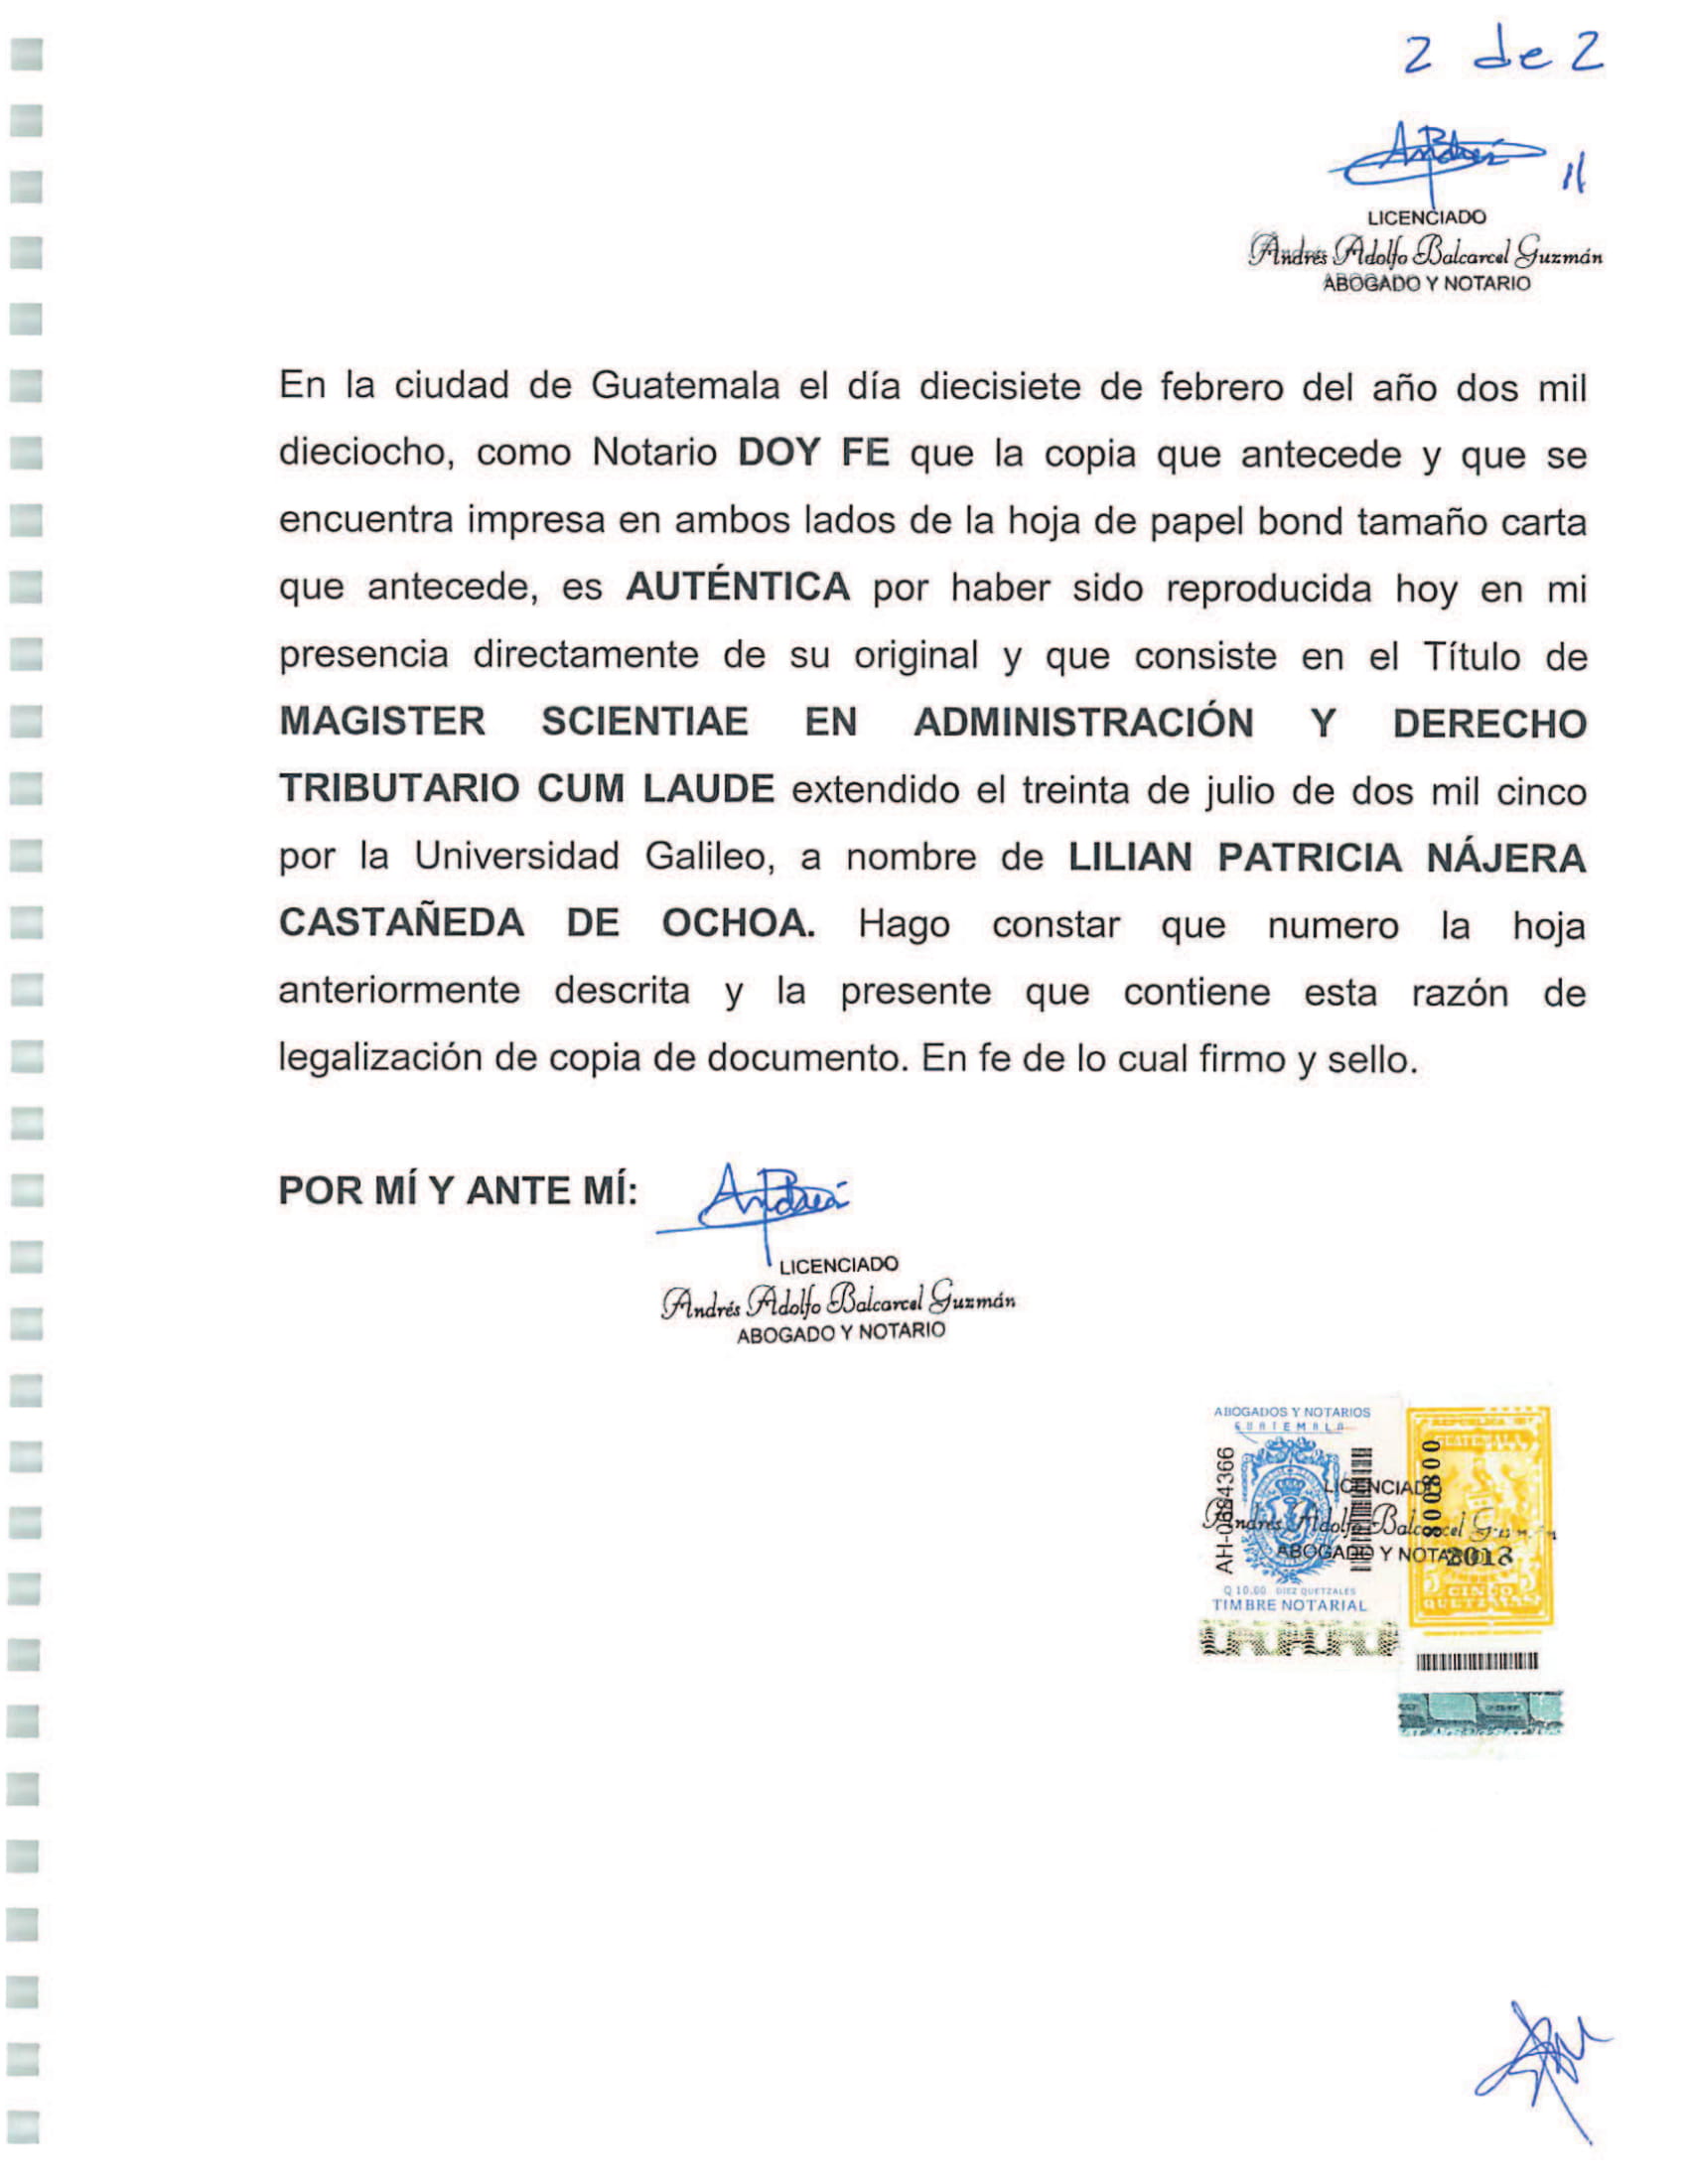 2 de 2
11
LICENCIADO
Andrés Adolfo Balcarcel Guzmán
ABOGADO Y NOTARIO
En la ciudad de Guatemala el día diecisiete de febrero del año dos mil
dieciocho, como Notario DOY FE que la copia que antecede y que se
encuentra impresa en ambos lados de la hoja de papel bond tamaño carta
que antecede, es AUTÉNTICA por haber sido reproducida hoy en mi
presencia directamente de su original y que consiste en el Título de
MAGISTER SCIENTIAE EN ADMINISTRACIÓN Y DERECHO
TRIBUTARIO CUM LAUDE extendido el treinta de julio de dos mil cinco
por la Universidad Galileo, a nombre de LILIAN PATRICIA NÁJERA
CASTAÑEDA DE OCHOA. Hago constar que numero la hoja
anteriormente descrita y la presente que contiene esta razón de
legalización de copia de documento. En fe de lo cual firmo y sello.
POR MÍ Y ANTE MÍ:
LICENCIADO
Andrés Adolfo Balcarcel Guzmán
ABOGADO Y NOTARIO
ABOGADOS Y NOTARIOS
GUATEMALA
LICENCIADO
Andrés Adolfo Balcarcel Guzmán
ABOGADO Y NOTARIO
Q 10.00 DIEZ QUETZALES
TIMBRE NOTARIAL
REPUBLICA DE
GUATEMALA
5 CINCO 5
QUETZALES